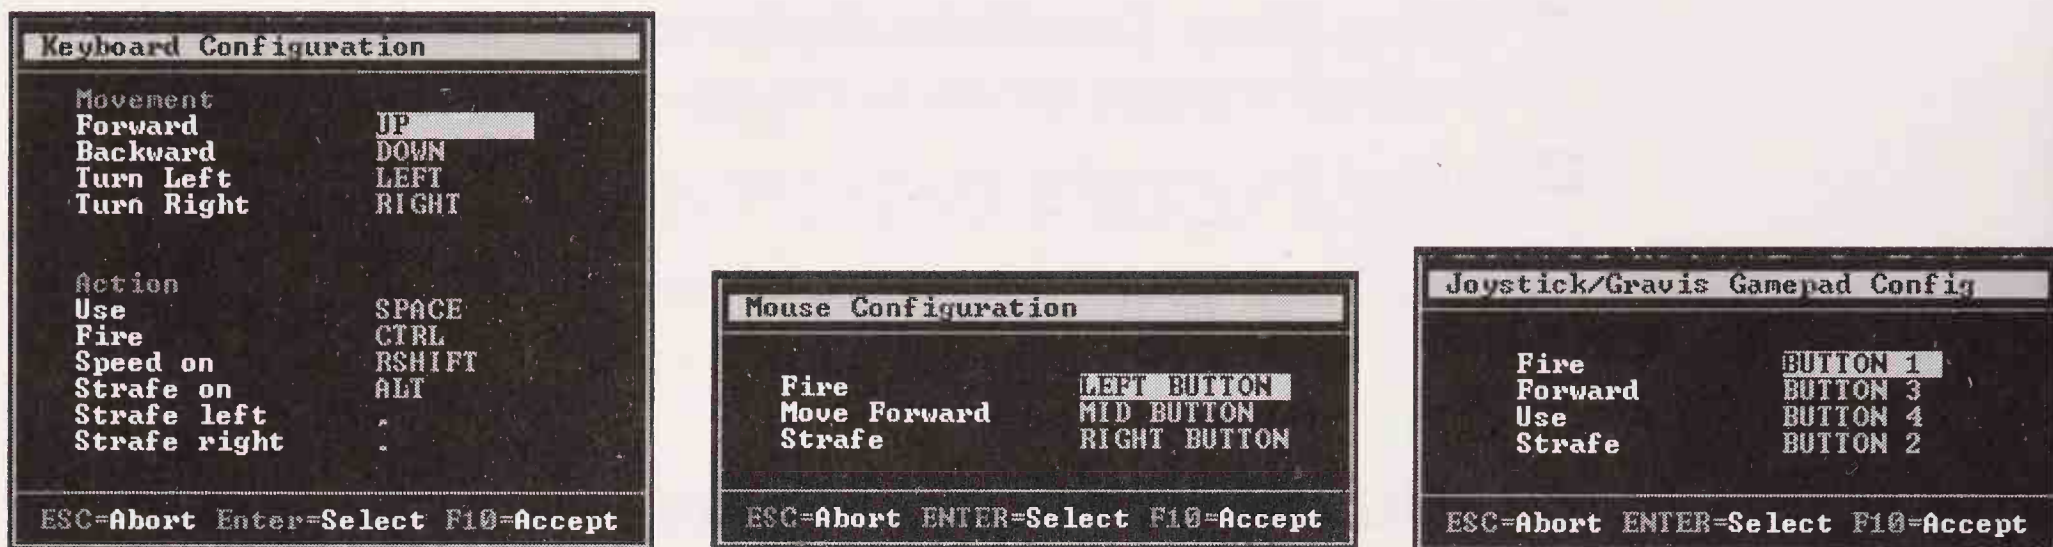 Keyboard Configuration
Movement
Forward UP
Backward DOWN
Turn Left LEFT
Turn Right RIGHT
Action
Use SPACE
Fire CTRL
Speed on RSHIFT
Strafe on ALT
Strafe left
Strafe right
ESC=Abort Enter=Select F10=Accept
Mouse Configuration
Fire LEFT BUTTON
Move Forward MID BUTTON
Strafe RIGHT BUTTON
ESC=Abort ENTER=Select F10=Accept
Joystick/Gravis Gamepad Config
Fire BUTTON 1
Forward BUTTON 3
Use BUTTON 4
Strafe BUTTON 2
ESC=Abort ENTER=Select F10=Accept